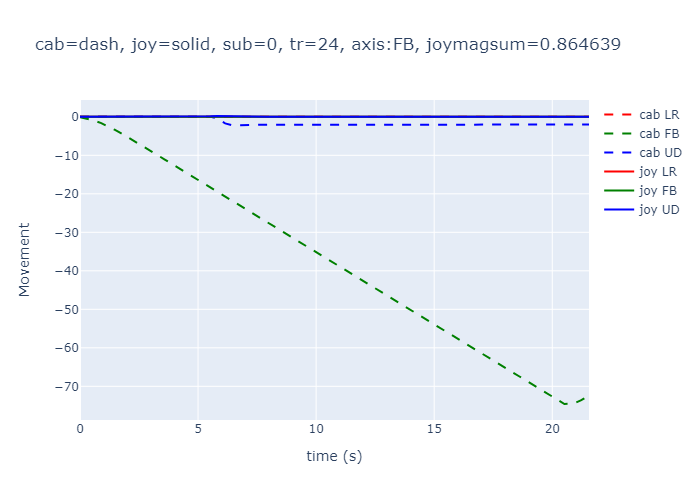 cab=dash, joy=solid, sub=0, tr=24, axis:FB, joymagsum=0.864639
0
−10
−20
−30
−40
−50
−60
−70
Movement
0
5
10
15
20
time (s)
cab LR
cab FB
cab UD
joy LR
joy FB
joy UD